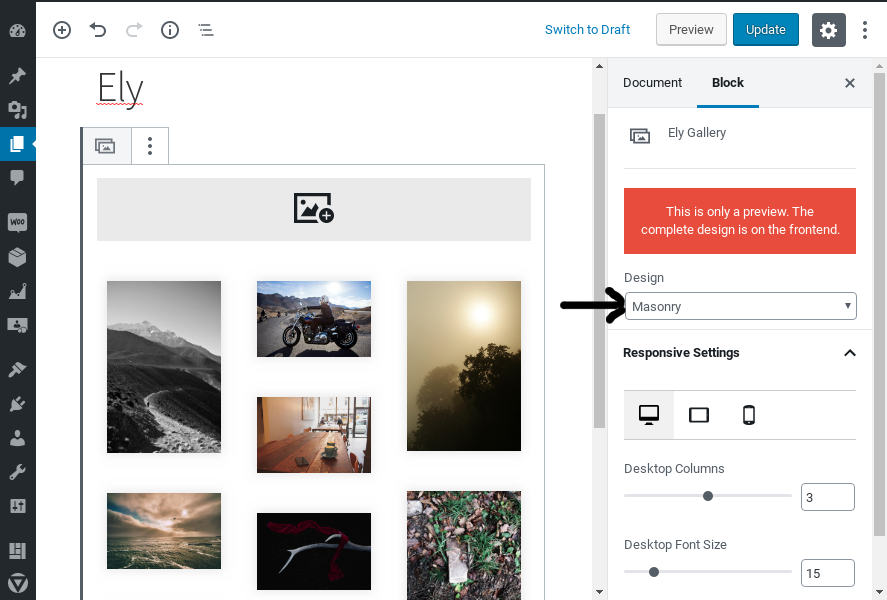 Switch to Draft
Preview
Update
Ely
Document
Block
Ely Gallery
This is only a preview. The
complete design is on the frontend.
Design
Masonry
Responsive Settings
Desktop Columns
3
Desktop Font Size
15
WOO